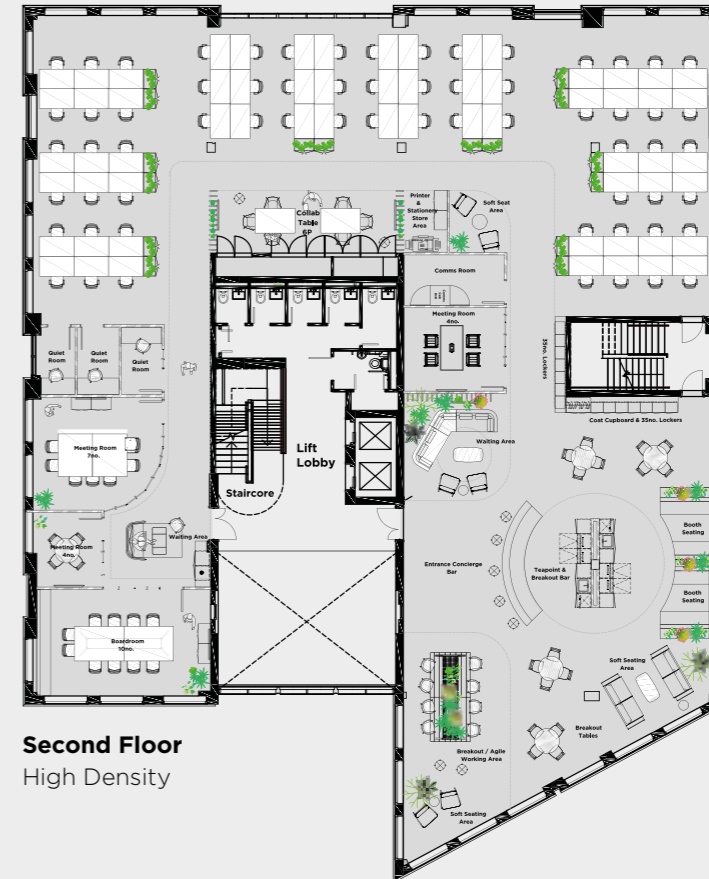 Collab
Table
6P
Printer
&
Stationery
Store
Area
Soft Seat
Area
Comms Room
Meeting Room
4no.
35no. Lockers
Coat Cupboard & 35no. Lockers
Quiet
Room
Quiet
Room
Quiet
Room
Meeting Room
7no.
Lift
Lobby
Staircore
Waiting Area
Waiting Area
Meeting Room
4no.
Boardroom
10no.
Entrance Concierge
Bar
Teapoint &
Breakout Bar
Booth
Seating
Booth
Seating
Soft Seating
Area
Breakout
Tables
Breakout / Agile
Working Area
Soft Seating
Area
Second Floor
High Density